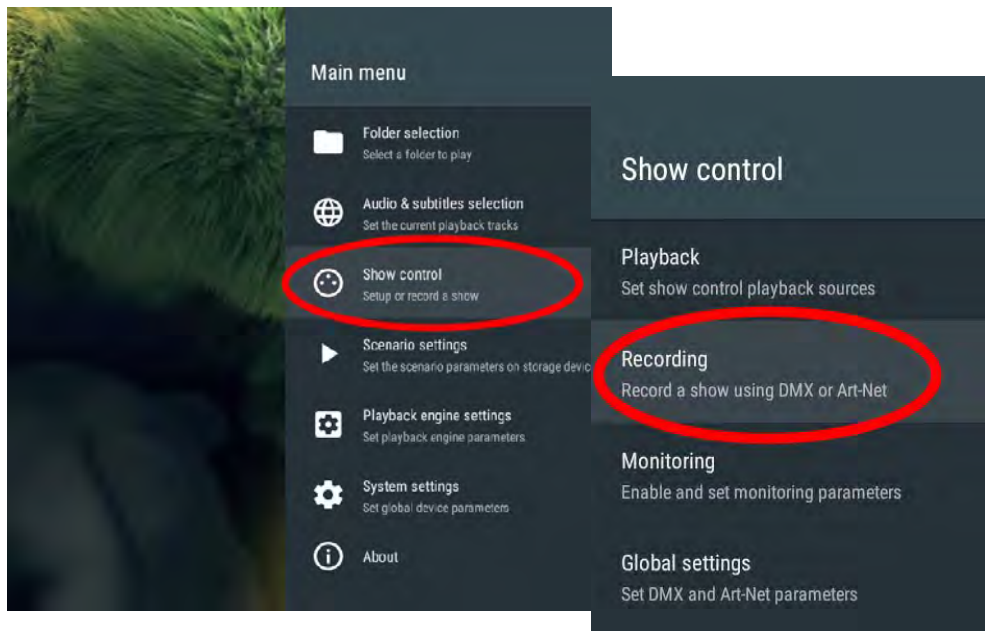 Main menu
Folder selection
Select a folder to play
Audio & subtitles selection
Set the current playback tracks
Show control
Setup or record a show
Scenario settings
Set the scenario parameters on storage devic
Playback engine settings
Set playback engine parameters
System settings
Set global device parameters
About
Show control
Playback
Set show control playback sources
Recording
Record a show using DMX or Art-Net
Monitoring
Enable and set monitoring parameters
Global settings
Set DMX and Art-Net parameters